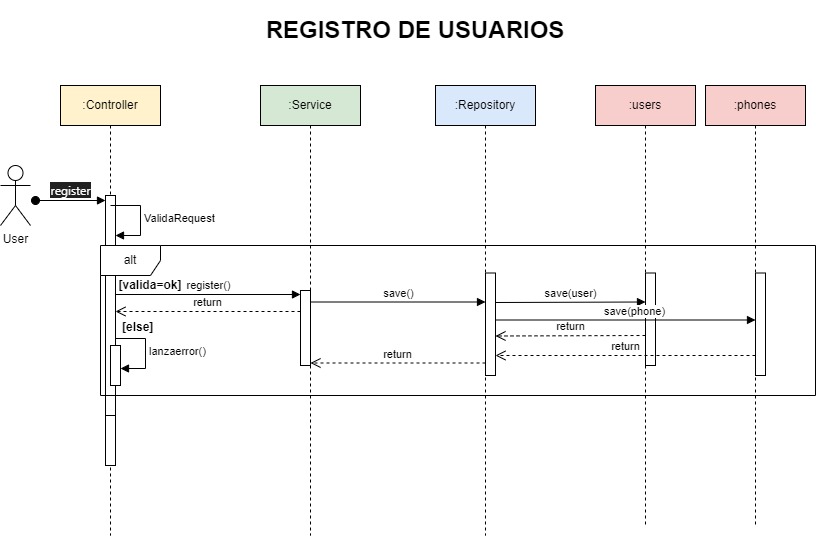 REGISTRO DE USUARIOS
:Controller
:Service
:Repository
:users
:phones
register
User
ValidaRequest
alt
[valida=ok] register()
save()
save(user)
return
save(phone)
[else]
return
return
lanzaerror()
return